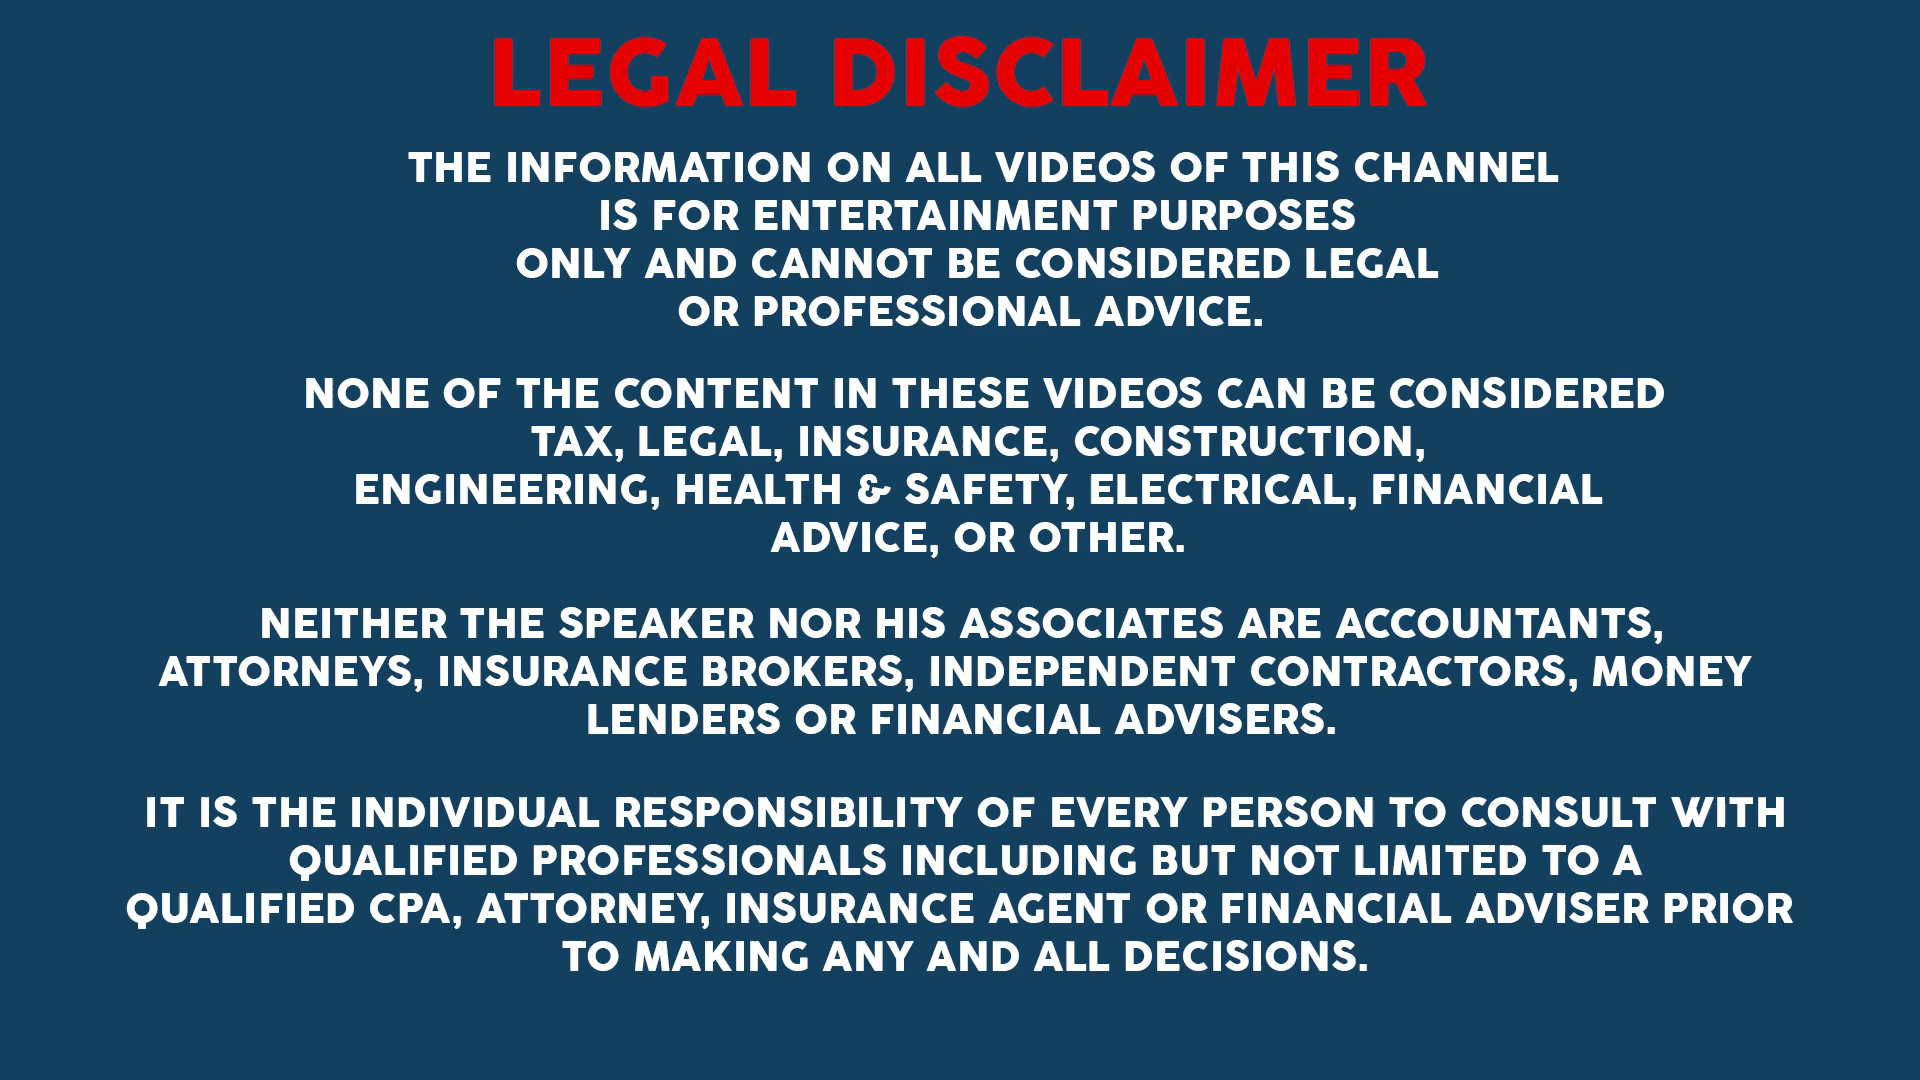 LEGAL DISCLAIMER
THE INFORMATION ON ALL VIDEOS OF THIS CHANNEL
IS FOR ENTERTAINMENT PURPOSES
ONLY AND CANNOT BE CONSIDERED LEGAL
OR PROFESSIONAL ADVICE.
NONE OF THE CONTENT IN THESE VIDEOS CAN BE CONSIDERED
TAX, LEGAL, INSURANCE, CONSTRUCTION,
ENGINEERING, HEALTH & SAFETY, ELECTRICAL, FINANCIAL
ADVICE, OR OTHER.
NEITHER THE SPEAKER NOR HIS ASSOCIATES ARE ACCOUNTANTS,
ATTORNEYS, INSURANCE BROKERS, INDEPENDENT CONTRACTORS, MONEY
LENDERS OR FINANCIAL ADVISERS.
IT IS THE INDIVIDUAL RESPONSIBILITY OF EVERY PERSON TO CONSULT WITH
QUALIFIED PROFESSIONALS INCLUDING BUT NOT LIMITED TO A
QUALIFIED CPA, ATTORNEY, INSURANCE AGENT OR FINANCIAL ADVISER PRIOR
TO MAKING ANY AND ALL DECISIONS.